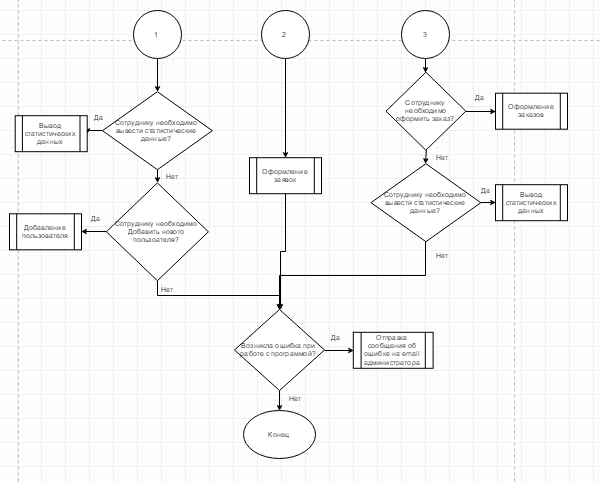 1
2
3
Сотруднику необходимо
вывести статистические
данные?
Да
Вывод
статистических
данных
Нет
Сотруднику необходимо
Добавить нового
пользоателя?
Да
Добавление
пользователя
Нет
Оформление
заявок
Сотруднику
необходимо
оформить заказ?
Да
Оформление
заказов
Нет
Сотруднику необходимо
вывести статистические
данные?
Да
Вывод
статистических
данных
Нет
Возникла ошибка при
работе с программой?
Да
Отправка
сообщения об
ошибке на email
администратора
Нет
Конец